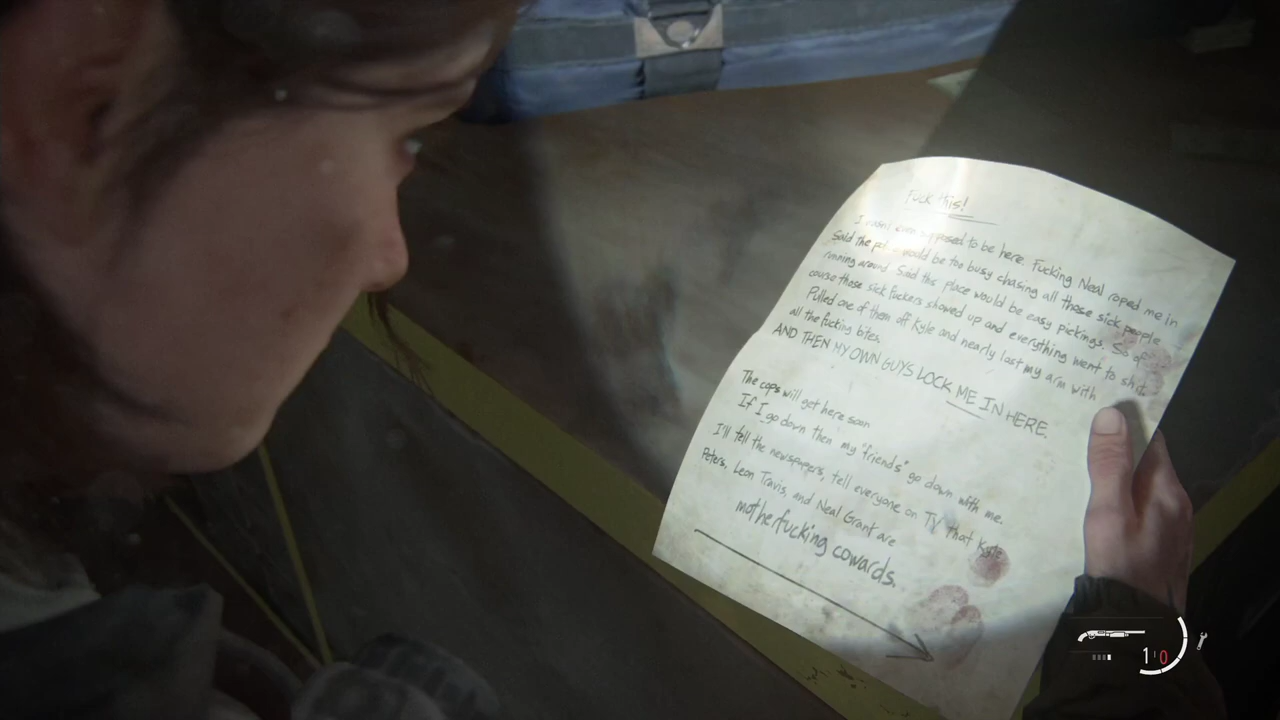 Fuck this!
I wasn't even supposed to be here. Fucking Neal roped me in
Said the would be too busy chasing all those sick people
running around. Said this place would be easy pickings. So of
course those sick fuckers showed up and everything went to shit.
Pulled one of them off Kyle and nearly lost my arm with
all the fucking bites.
AND THEN MY OWN GUYS LOCK ME IN HERE.
The cops will get here soon
If I go down then my "friends" go down with me.
I'll tell the newspapers, tell everyone on TV that Kyle
Peters, Leon Travis, and Neal Grant are
motherfucking cowards.
1 0